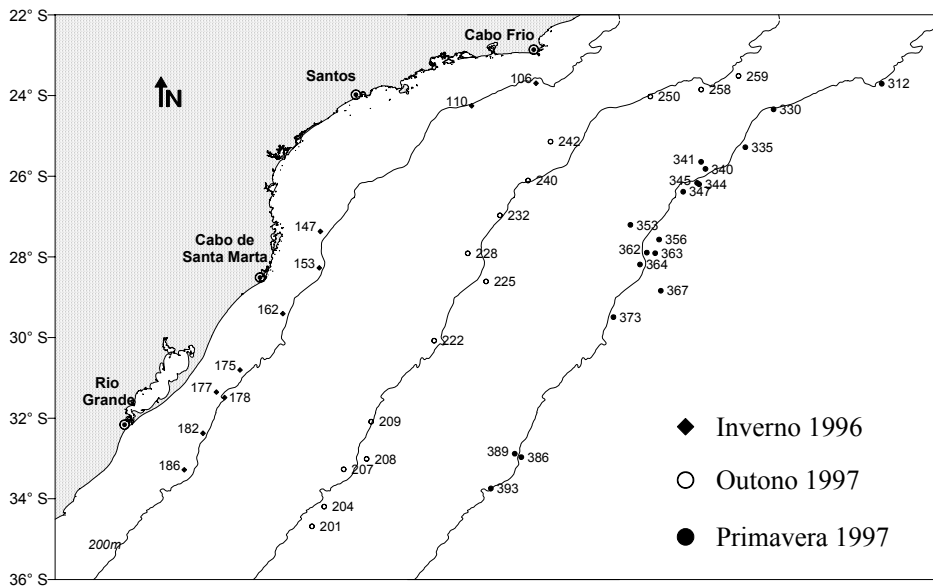 22° S
Cabo Frio
259
312
106
258
Santos
250
24° S
N
110
330
242
335
341
340
26° S
240
345
344
347
232
147
353
356
Cabo de
Santa Marta
228
362
363
28° S
153
364
225
367
162
373
30° S
222
175
177
178
Rio
Grande
32° S
209
182
208
389
386
186
207
393
34° S
204
201
200m
36° S
Inverno 1996
Outono 1997
Primavera 1997